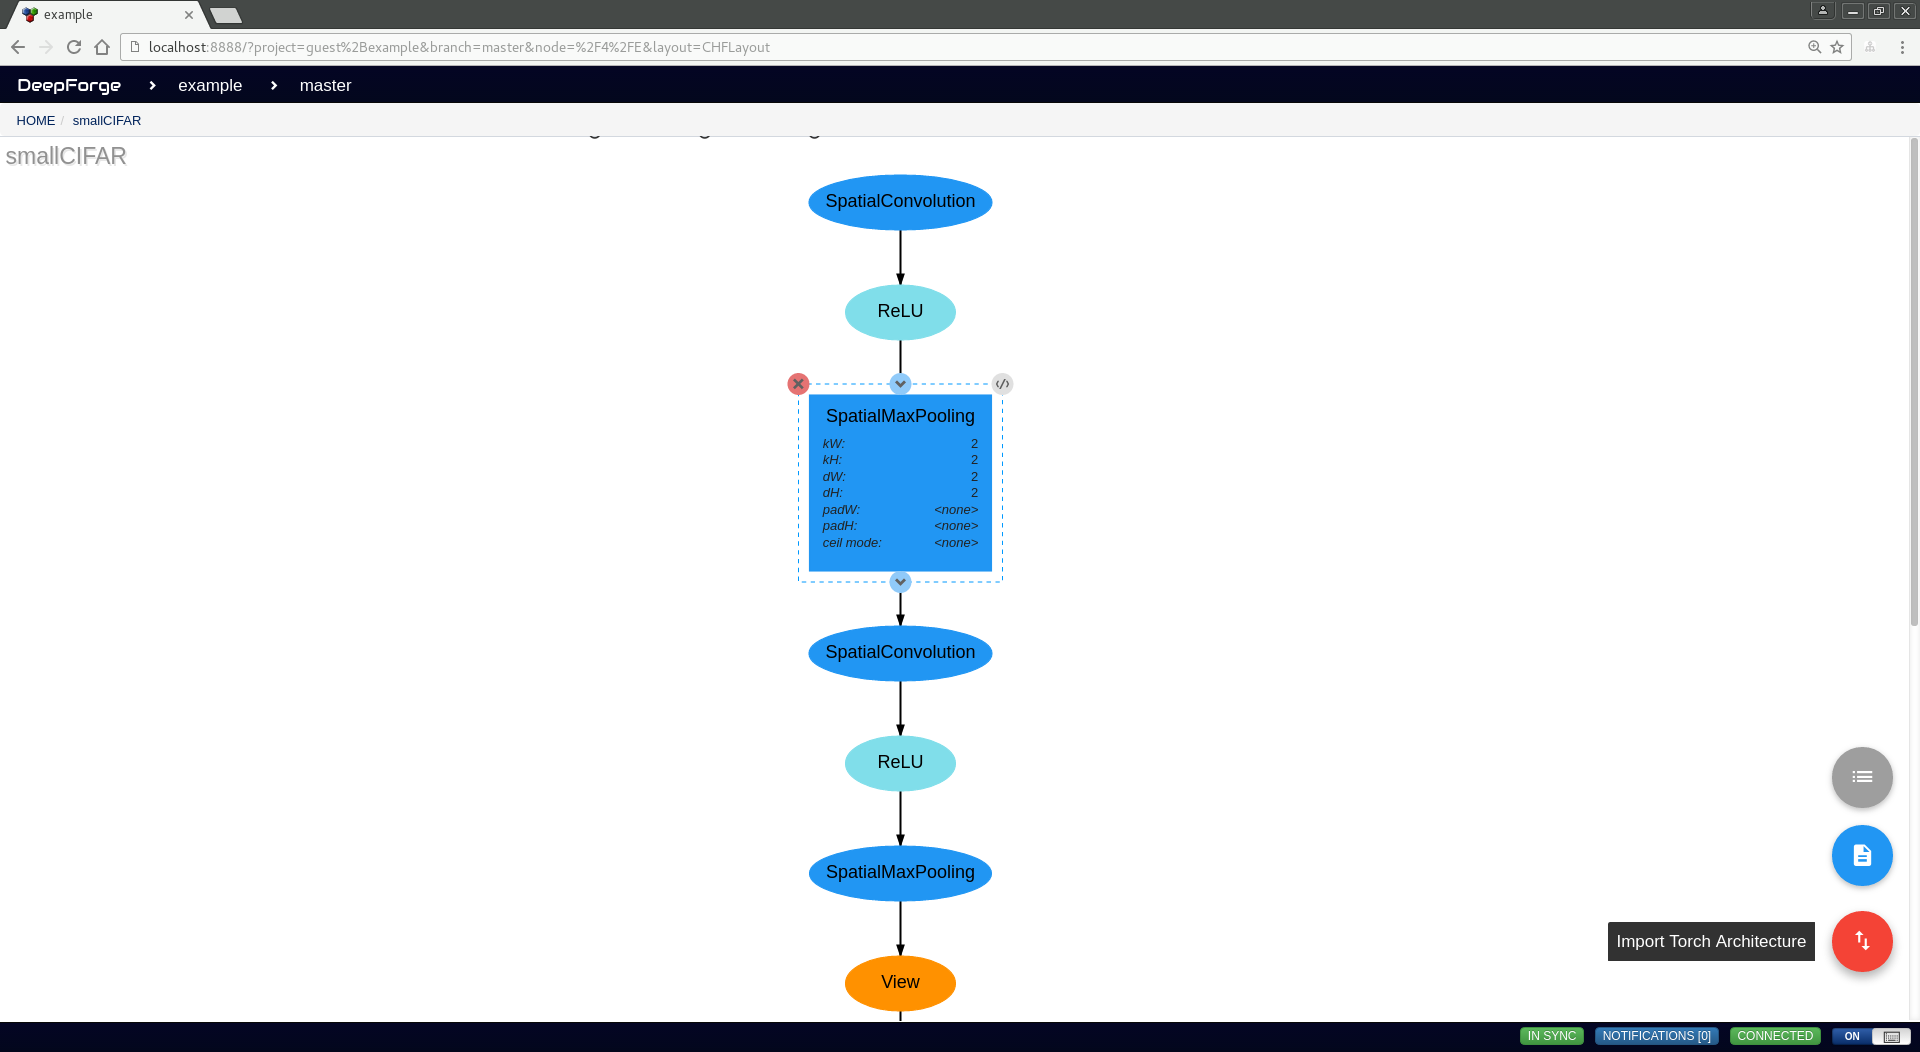 example
localhost:8888/?project=guest%2Bexample&branch=master&node=%2F4%2FE&layout=CHFLayout
DeepForge example master
HOME / smallCIFAR
smallCIFAR
SpatialConvolution
ReLU
</>
SpatialMaxPooling
kW: 2
kH: 2
dW: 2
dH: 2
padW: <none>
padH: <none>
ceil mode: <none>
SpatialConvolution
ReLU
SpatialMaxPooling
Import Torch Architecture
View
IN SYNC NOTIFICATIONS [0] CONNECTED ON